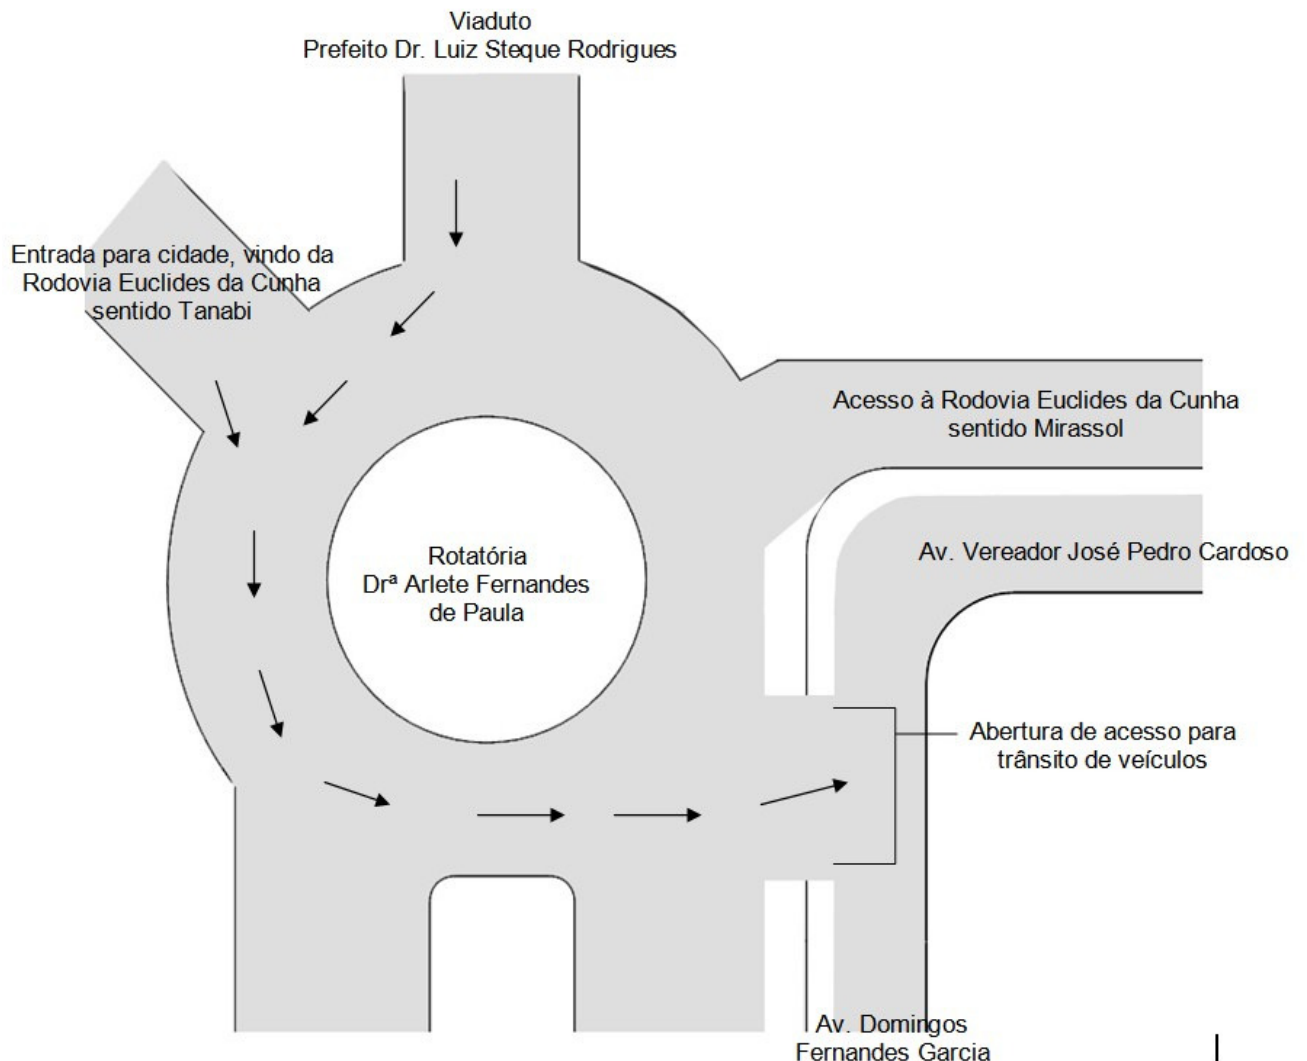 Viaduto
Prefeito Dr. Luiz Steque Rodrigues
Entrada para cidade, vindo da
Rodovia Euclides da Cunha
sentido Tanabi
Acesso à Rodovia Euclides da Cunha
sentido Mirassol
Av. Vereador José Pedro Cardoso
Rotatória
Drª Arlete Fernandes
de Paula
Abertura de acesso para
trânsito de veículos
Av. Domingos
Fernandes Garcia